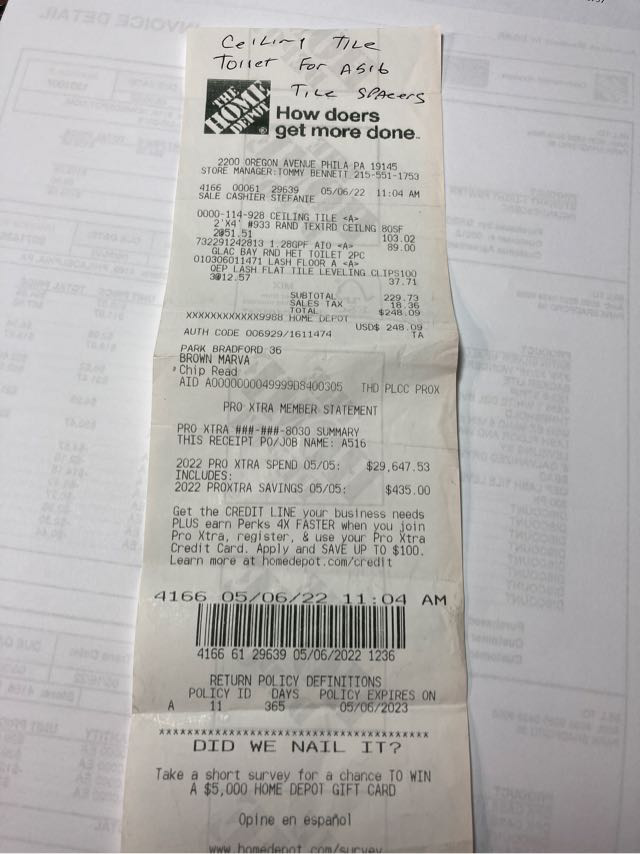 Ceiling Tile
Toilet For A516
Tile Spacers
THE
HOME
DEPOT
How doers
get more done.
2200 OREGON AVENUE PHILA PA 19145
STORE MANAGER:TOMMY BENNETT 215-551-1753
4166 00061 29639 05/06/22 11:04 AM
SALE CASHIER STEFANIE
0000-114-928 CEILING TILE <A>
2'X4' #933 RAND TEXTRD CEILNG 80SF
2@51.51 103.02
732291242813 1.28GPF AIO <A> 89.00
GLAC BAY RND HET TOILET 2PC
010306011471 LASH FLOOR A <A>
QEP LASH FLAT TILE LEVELING CLIPS100
3@12.57 37.71
SUBTOTAL 229.73
SALES TAX 18.36
TOTAL $248.09
XXXXXXXXXXXX9988 HOME DEPOT
USD$ 248.09
AUTH CODE 006929/1611474 TA
PARK BRADFORD 36
BROWN MARVA
Chip Read
AID A0000000049999D8400305 THD PLCC PROX
PRO XTRA MEMBER STATEMENT
PRO XTRA ###-###-8030 SUMMARY
THIS RECEIPT PO/JOB NAME: A516
2022 PRO XTRA SPEND 05/05: $29,647.53
INCLUDES:
2022 PROXTRA SAVINGS 05/05: $435.00
Get the CREDIT LINE your business needs
PLUS earn Perks 4X FASTER when you join
Pro Xtra, register, & use your Pro Xtra
Credit Card. Apply and SAVE UP TO $100.
Learn more at homedepot.com/credit
4166 05/06/22 11:04 AM
4166 61 29639 05/06/2022 1236
RETURN POLICY DEFINITIONS
POLICY ID DAYS POLICY EXPIRES ON
A 11 365 05/06/2023
DID WE NAIL IT?
Take a short survey for a chance TO WIN
A $5,000 HOME DEPOT GIFT CARD
Opine en español
www.homedepot.com/survey
INVOICE DETAIL